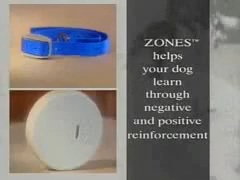 ZONES™
helps
your dog
learn
through
negative
and positive
reinforcement